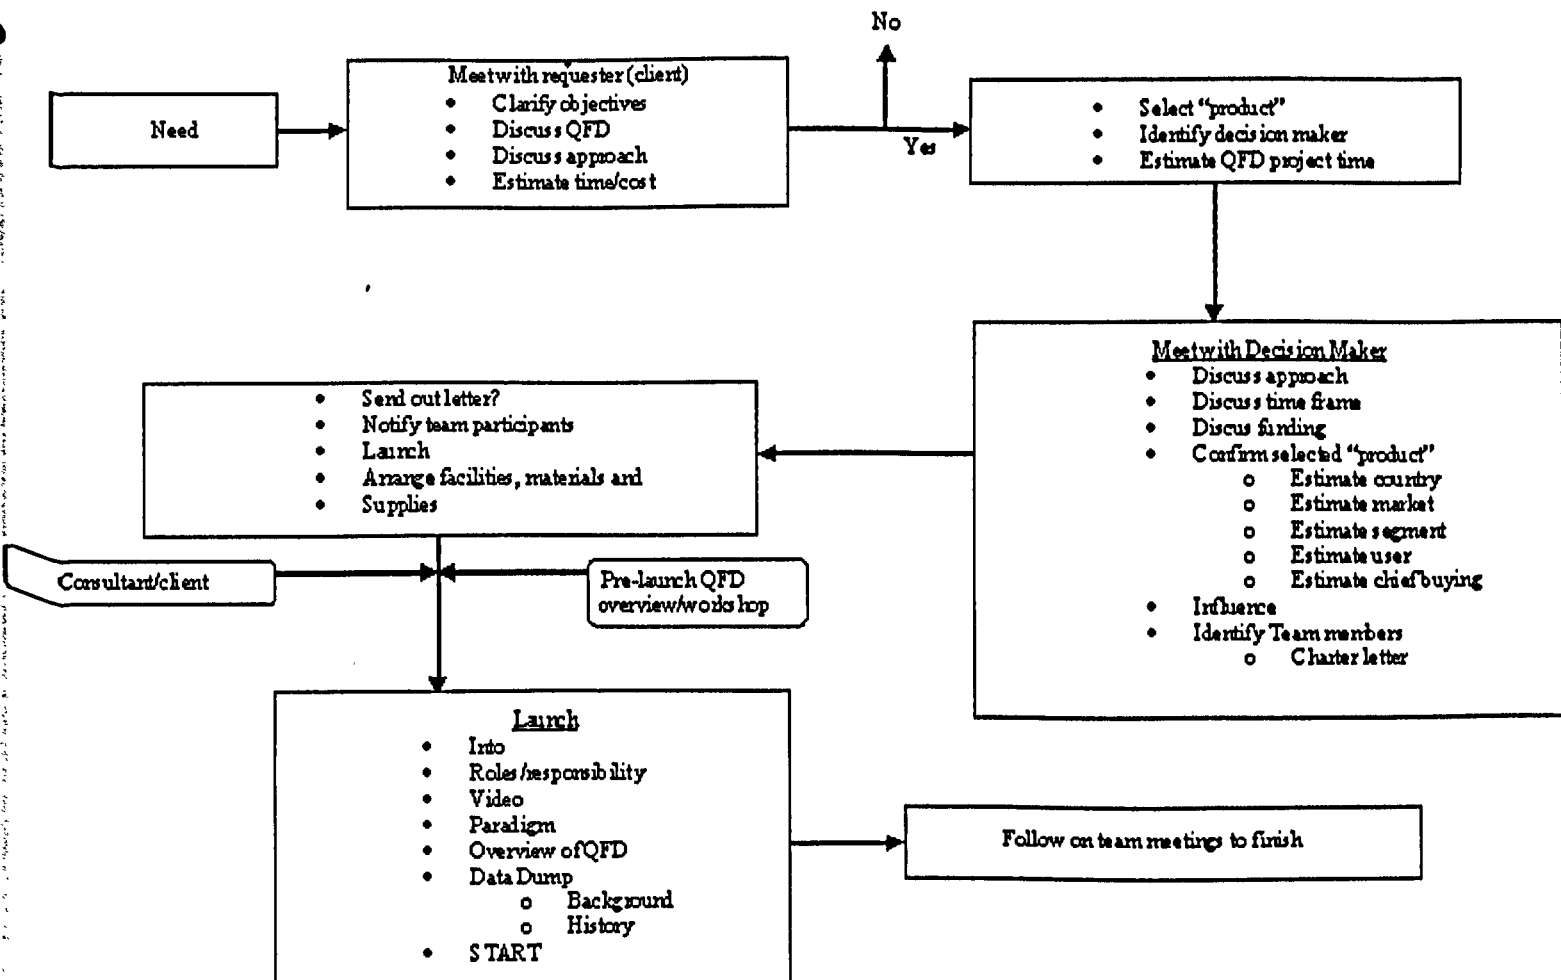 No
Need
Meet with requester (client)
• Clarify objectives
• Discuss QFD
• Discuss approach
• Estimate time/cost
Yes
• Select “product”
• Identify decision maker
• Estimate QFD project time
Meet with Decision Maker
• Discuss approach
• Discuss time frame
• Discus funding
• Confirm selected “product”
o Estimate country
o Estimate market
o Estimate segment
o Estimate user
o Estimate chief buying
• Influence
• Identify Team members
o Charter letter
• Send out letter?
• Notify team participants
• Launch
• Arrange facilities, materials and
• Supplies
Consultant/client
Pre-launch QFD
overview/workshop
Launch
• Into
• Roles/responsibility
• Video
• Paradigm
• Overview of QFD
• Data Dump
o Background
o History
• START
Follow on team meetings to finish